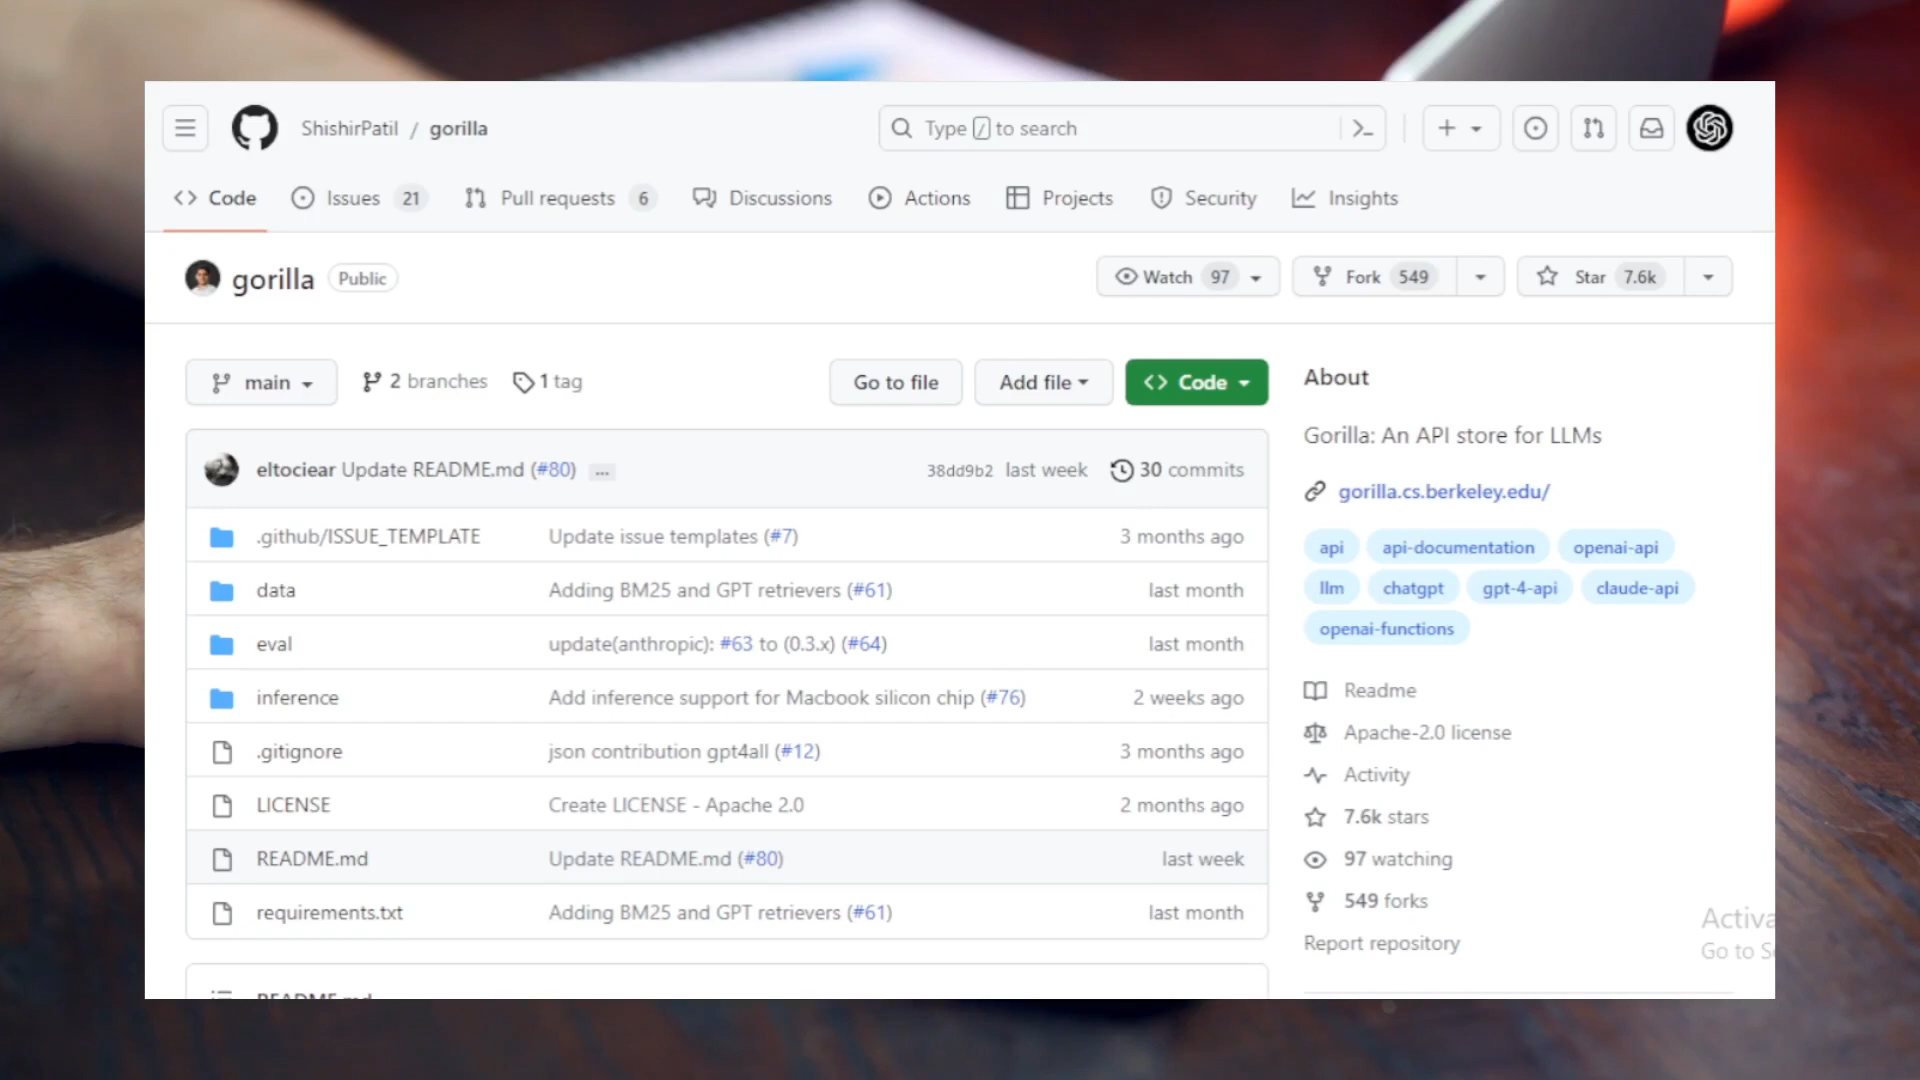 ShishirPatil / gorilla
Type / to search
Code
Issues 21
Pull requests 6
Discussions
Actions
Projects
Security
Insights
gorilla Public
Watch 97
Fork 549
Star 7.6k
main
2 branches
1 tag
Go to file
Add file
Code
eltociear Update README.md (#80) ...
38dd9b2 last week
30 commits
.github/ISSUE_TEMPLATE Update issue templates (#7) 3 months ago
data Adding BM25 and GPT retrievers (#61) last month
eval update(anthropic): #63 to (0.3.x) (#64) last month
inference Add inference support for Macbook silicon chip (#76) 2 weeks ago
.gitignore json contribution gpt4all (#12) 3 months ago
LICENSE Create LICENSE - Apache 2.0 2 months ago
README.md Update README.md (#80) last week
requirements.txt Adding BM25 and GPT retrievers (#61) last month
README.md
About
Gorilla: An API store for LLMs
gorilla.cs.berkeley.edu/
api api-documentation openai-api
llm chatgpt gpt-4-api claude-api
openai-functions
Readme
Apache-2.0 license
Activity
7.6k stars
97 watching
549 forks
Report repository
Activa
Go to S